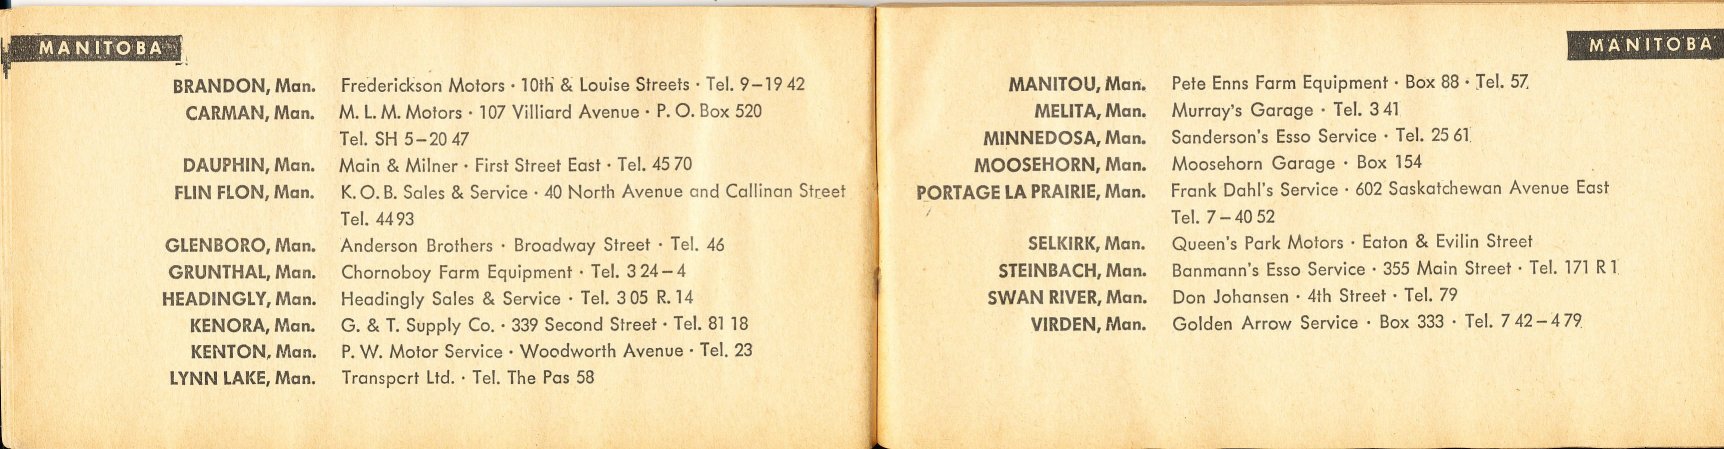 MANITOBA
BRANDON, Man. Frederickson Motors · 10th & Louise Streets · Tel. 9–19 42
CARMAN, Man. M. L. M. Motors · 107 Villiard Avenue · P. O. Box 520
Tel. SH 5–20 47
DAUPHIN, Man. Main & Milner · First Street East · Tel. 45 70
FLIN FLON, Man. K. O. B. Sales & Service · 40 North Avenue and Callinan Street
Tel. 44 93
GLENBORO, Man. Anderson Brothers · Broadway Street · Tel. 46
GRUNTHAL, Man. Chornoboy Farm Equipment · Tel. 3 24–4
HEADINGLY, Man. Headingly Sales & Service · Tel. 3 05 R. 14
KENORA, Man. G. & T. Supply Co. · 339 Second Street · Tel. 81 18
KENTON, Man. P. W. Motor Service · Woodworth Avenue · Tel. 23
LYNN LAKE, Man. Transport Ltd. · Tel. The Pas 58
MANITOBA
MANITOU, Man. Pete Enns Farm Equipment · Box 88 · Tel. 57
MELITA, Man. Murray's Garage · Tel. 3 41
MINNEDOSA, Man. Sanderson's Esso Service · Tel. 25 61
MOOSEHORN, Man. Moosehorn Garage · Box 154
PORTAGE LA PRAIRIE, Man. Frank Dahl's Service · 602 Saskatchewan Avenue East
Tel. 7–40 52
SELKIRK, Man. Queen's Park Motors · Eaton & Evilin Street
STEINBACH, Man. Banmann's Esso Service · 355 Main Street · Tel. 171 R 1
SWAN RIVER, Man. Don Johansen · 4th Street · Tel. 79
VIRDEN, Man. Golden Arrow Service · Box 333 · Tel. 7 42–4 79